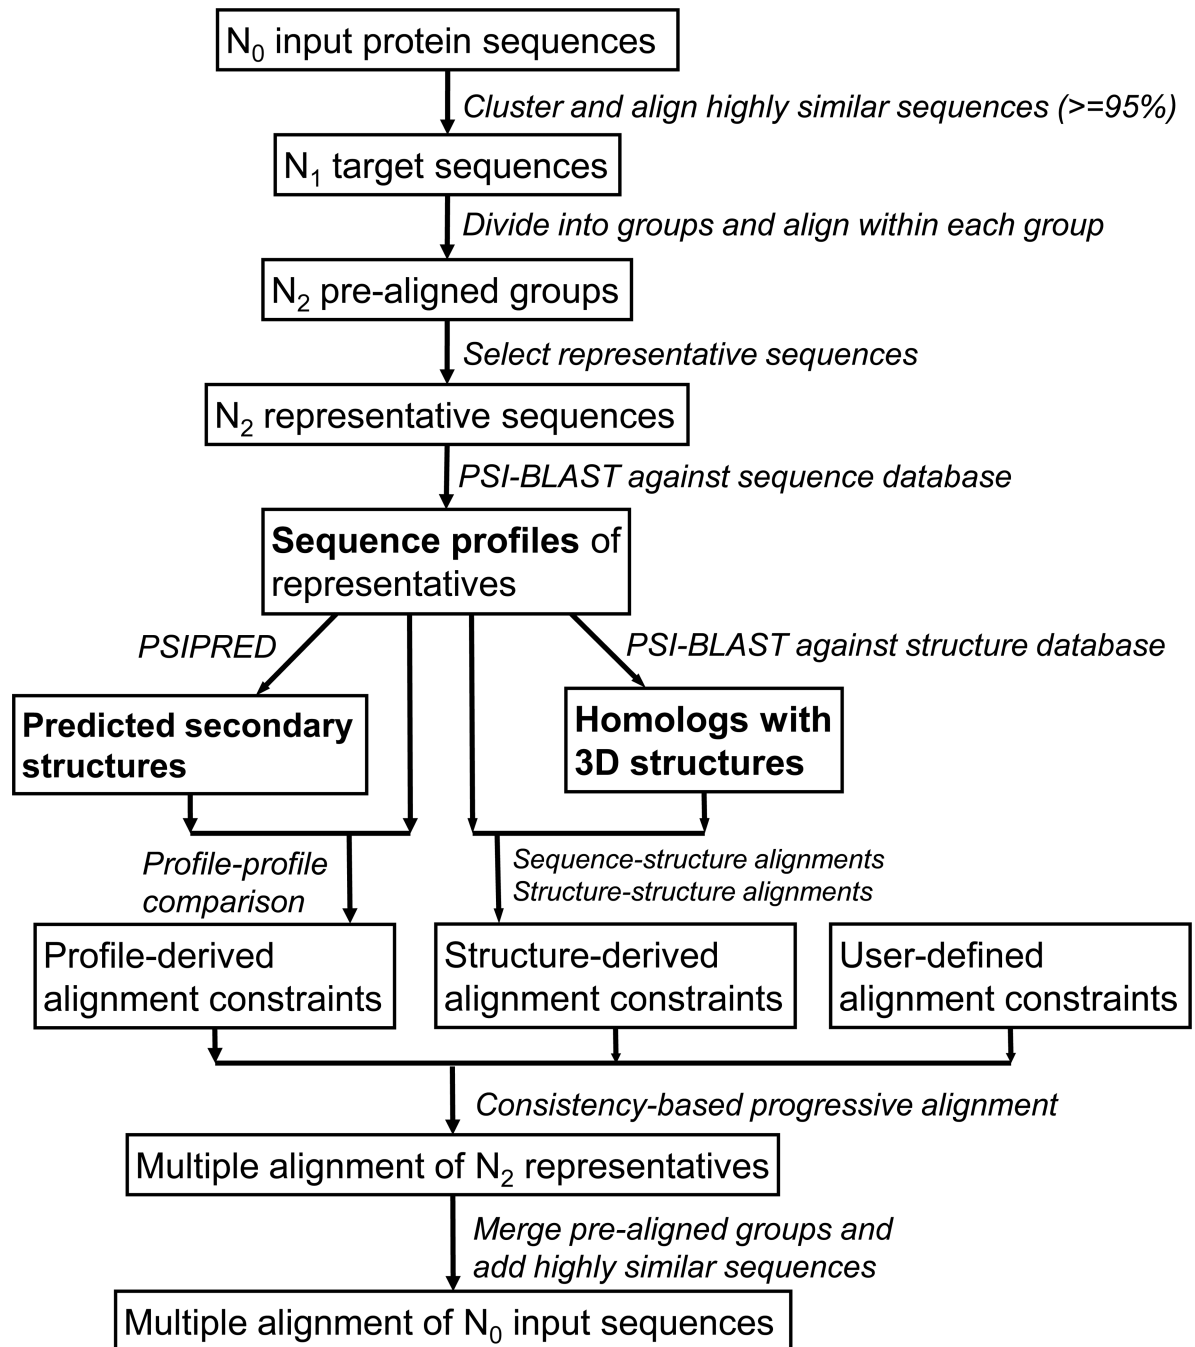 N₀ input protein sequences
Cluster and align highly similar sequences (>=95%)
N₁ target sequences
Divide into groups and align within each group
N₂ pre-aligned groups
Select representative sequences
N₂ representative sequences
PSI-BLAST against sequence database
Sequence profiles of
representatives
PSIPRED
PSI-BLAST against structure database
Predicted secondary
structures
Homologs with
3D structures
Profile-profile
comparison
Sequence-structure alignments
Structure-structure alignments
Profile-derived
alignment constraints
Structure-derived
alignment constraints
User-defined
alignment constraints
Consistency-based progressive alignment
Multiple alignment of N₂ representatives
Merge pre-aligned groups and
add highly similar sequences
Multiple alignment of N₀ input sequences